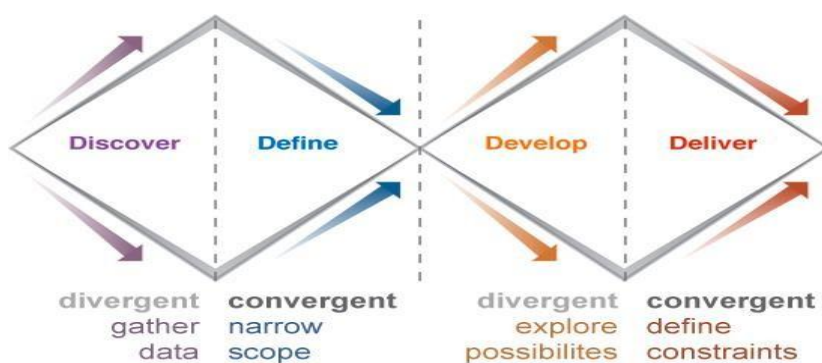 Discover
Define
Develop
Deliver
divergent
gather
data
convergent
narrow
scope
divergent
explore
possibilites
convergent
define
constraints